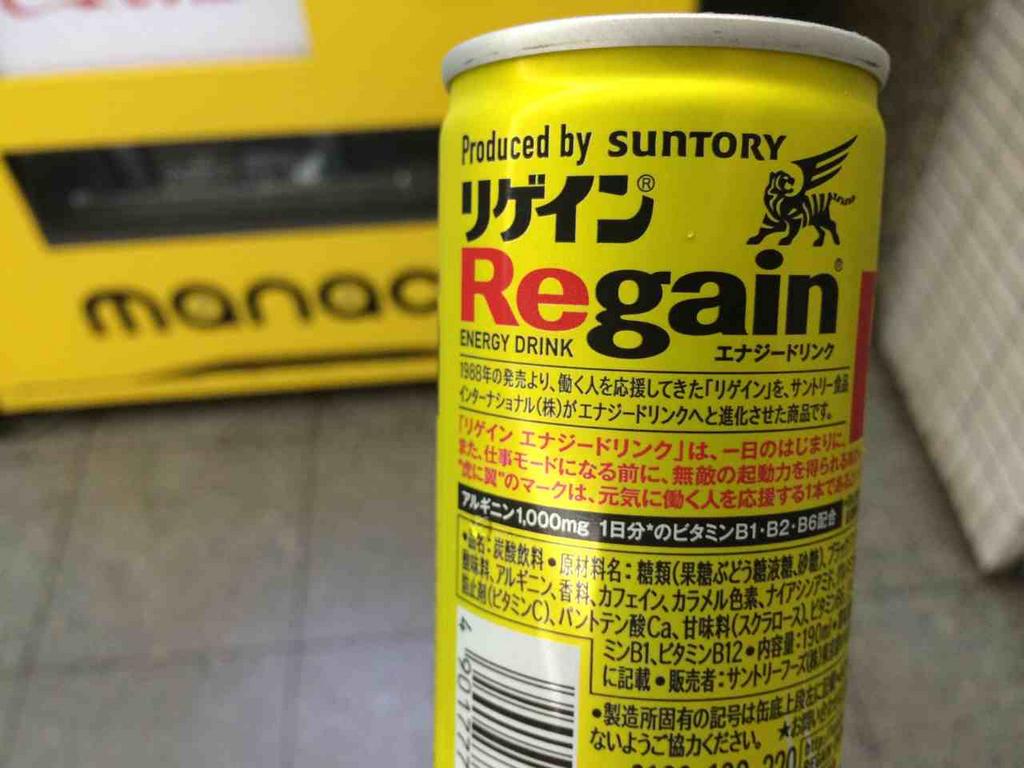 Produced by SUNTORY
リゲイン®
Regain®
ENERGY DRINK
エナジードリンク
1988年の発売より、働く人を応援してきた「リゲイン」を、サントリー食品
インターナショナル(株)がエナジードリンクへと進化させた商品です。
「リゲイン エナジードリンク」は、一日のはじまりに、
また、仕事モードになる前に、無敵の起動力を得られる
"虎に翼"のマークは、元気に働く人を応援する1本である
アルギニン1,000mg 1日分*のビタミンB1・B2・B6配合
•品名:炭酸飲料•原材料名:糖類(果糖ぶどう糖液糖、砂糖)、
酸味料、アルギニン、香料、カフェイン、カラメル色素、ナイアシンアミド、
防止剤(ビタミンC)、パントテン酸Ca、甘味料(スクラロース)、
ミンB1、ビタミンB12•内容量:190ml
に記載•販売者:サントリーフーズ(株)
•製造所固有の記号は缶底上段左に
ないようご協力ください。
4 901777
manac